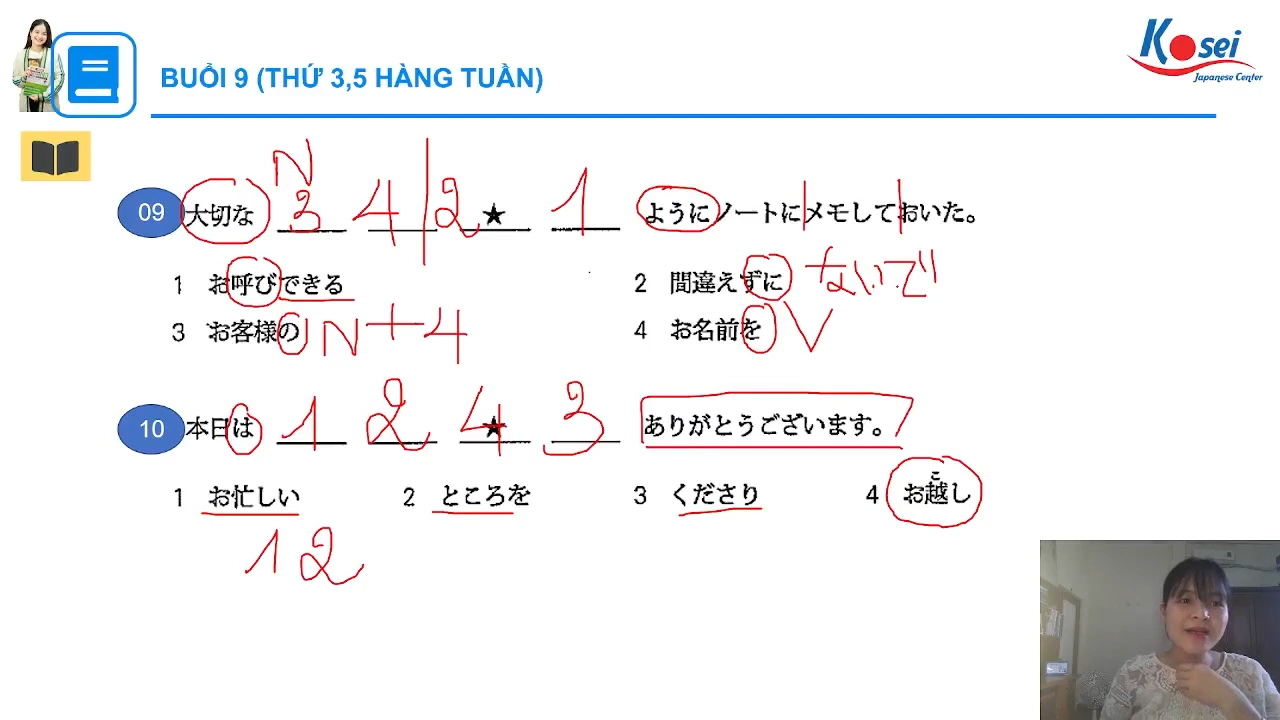 Kosei
Japanese Center
BUỔI 9 (THỨ 3,5 HÀNG TUẦN)
N
09 大切な 3 4 2 ★ 1 ようにノートにメモしておいた。
1 お呼びできる 2 間違えずに ないで
3 お客様の N + 4 4 お名前を V
10 本日は 1 2 4 ★ 3 ありがとうございます。
1 お忙しい 2 ところを 3 くださり 4 お越し
こ
1 2